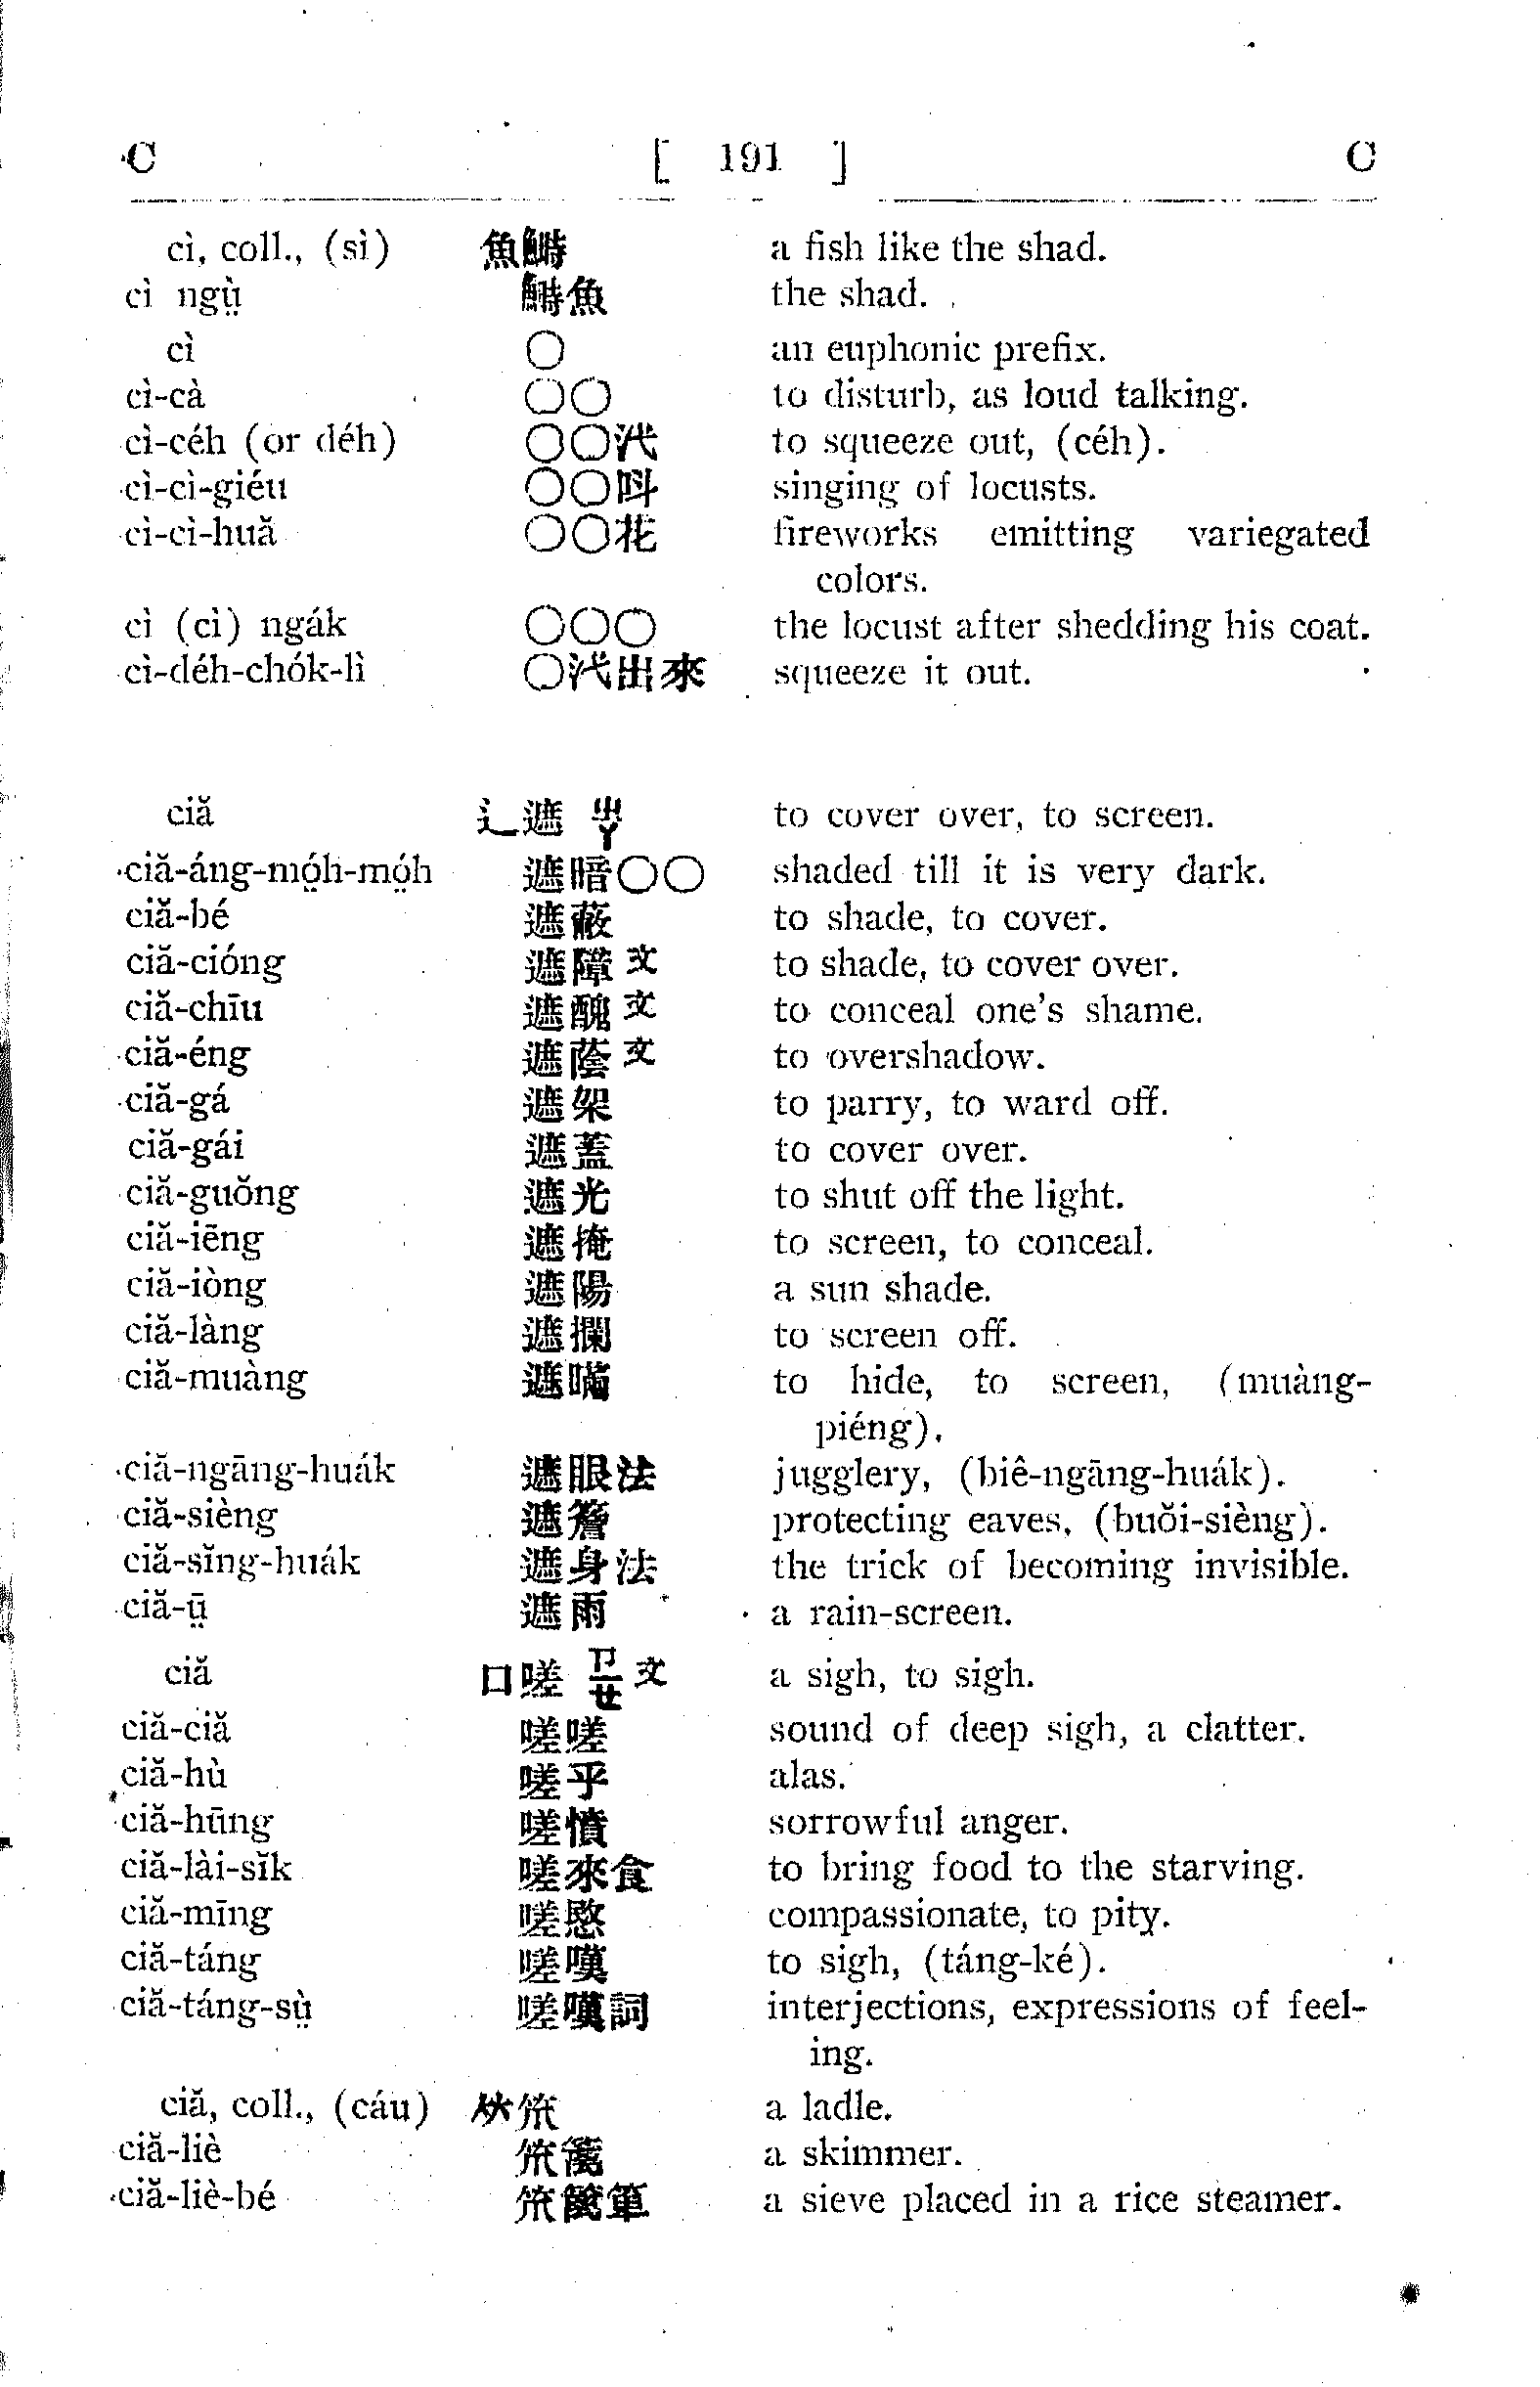 C [ 191 ] C
cì, coll., (sì) 魚鰣 a fish like the shad.
cì ngṳ̀ 鰣魚 the shad.
cì ○ an euphonic prefix.
cì-cà ○○ to disturb, as loud talking.
cì-céh (or déh) ○○ to squeeze out, (céh).
cì-cì-giéu ○○呌 singing of locusts.
cì-cì-huă ○○花 fireworks emitting variegated
colors.
cì (cì) ngák ○○○ the locust after shedding his coat.
cì-déh-chók-lì ○出來 squeeze it out.
ciă 辶遮 ㄓㄚ to cover over, to screen.
ciă-áng-mó̤h-mó̤h 遮暗○○ shaded till it is very dark.
ciă-bé 遮蔽 to shade, to cover.
ciă-cióng 遮障文 to shade, to cover over.
ciă-chīu 遮醜文 to conceal one's shame.
ciă-éng 遮蔭文 to overshadow.
ciă-gá 遮架 to parry, to ward off.
ciă-gái 遮蓋 to cover over.
ciă-guŏng 遮光 to shut off the light.
ciă-iēng 遮掩 to screen, to conceal.
ciă-iòng 遮陽 a sun shade.
ciă-làng 遮攔 to screen off.
ciă-muàng 遮瞞 to hide, to screen, (muàng-
piéng).
ciă-ngāng-huák 遮眼法 jugglery, (biê-ngāng-huák).
ciă-sièng 遮簷 protecting eaves, (buŏi-sièng).
ciă-sĭng-huák 遮身法 the trick of becoming invisible.
ciă-ṳ̄ 遮雨 a rain-screen.
ciă 口嗟 ㄗㄧㄝ文 a sigh, to sigh.
ciă-ciă 嗟嗟 sound of deep sigh, a clatter.
ciă-hù 嗟乎 alas.
ciă-hūng 嗟憤 sorrowful anger.
ciă-lài-sĭk 嗟來食 to bring food to the starving.
ciă-mīng 嗟愍 compassionate, to pity.
ciă-táng 嗟嘆 to sigh, (táng-ké).
ciă-táng-sṳ̀ 嗟嘆詞 interjections, expressions of feel-
ing.
ciă, coll., (cáu) 笊 a ladle.
ciă-liè 笊籬 a skimmer.
ciă-liè-bé 笊籬箄 a sieve placed in a rice steamer.